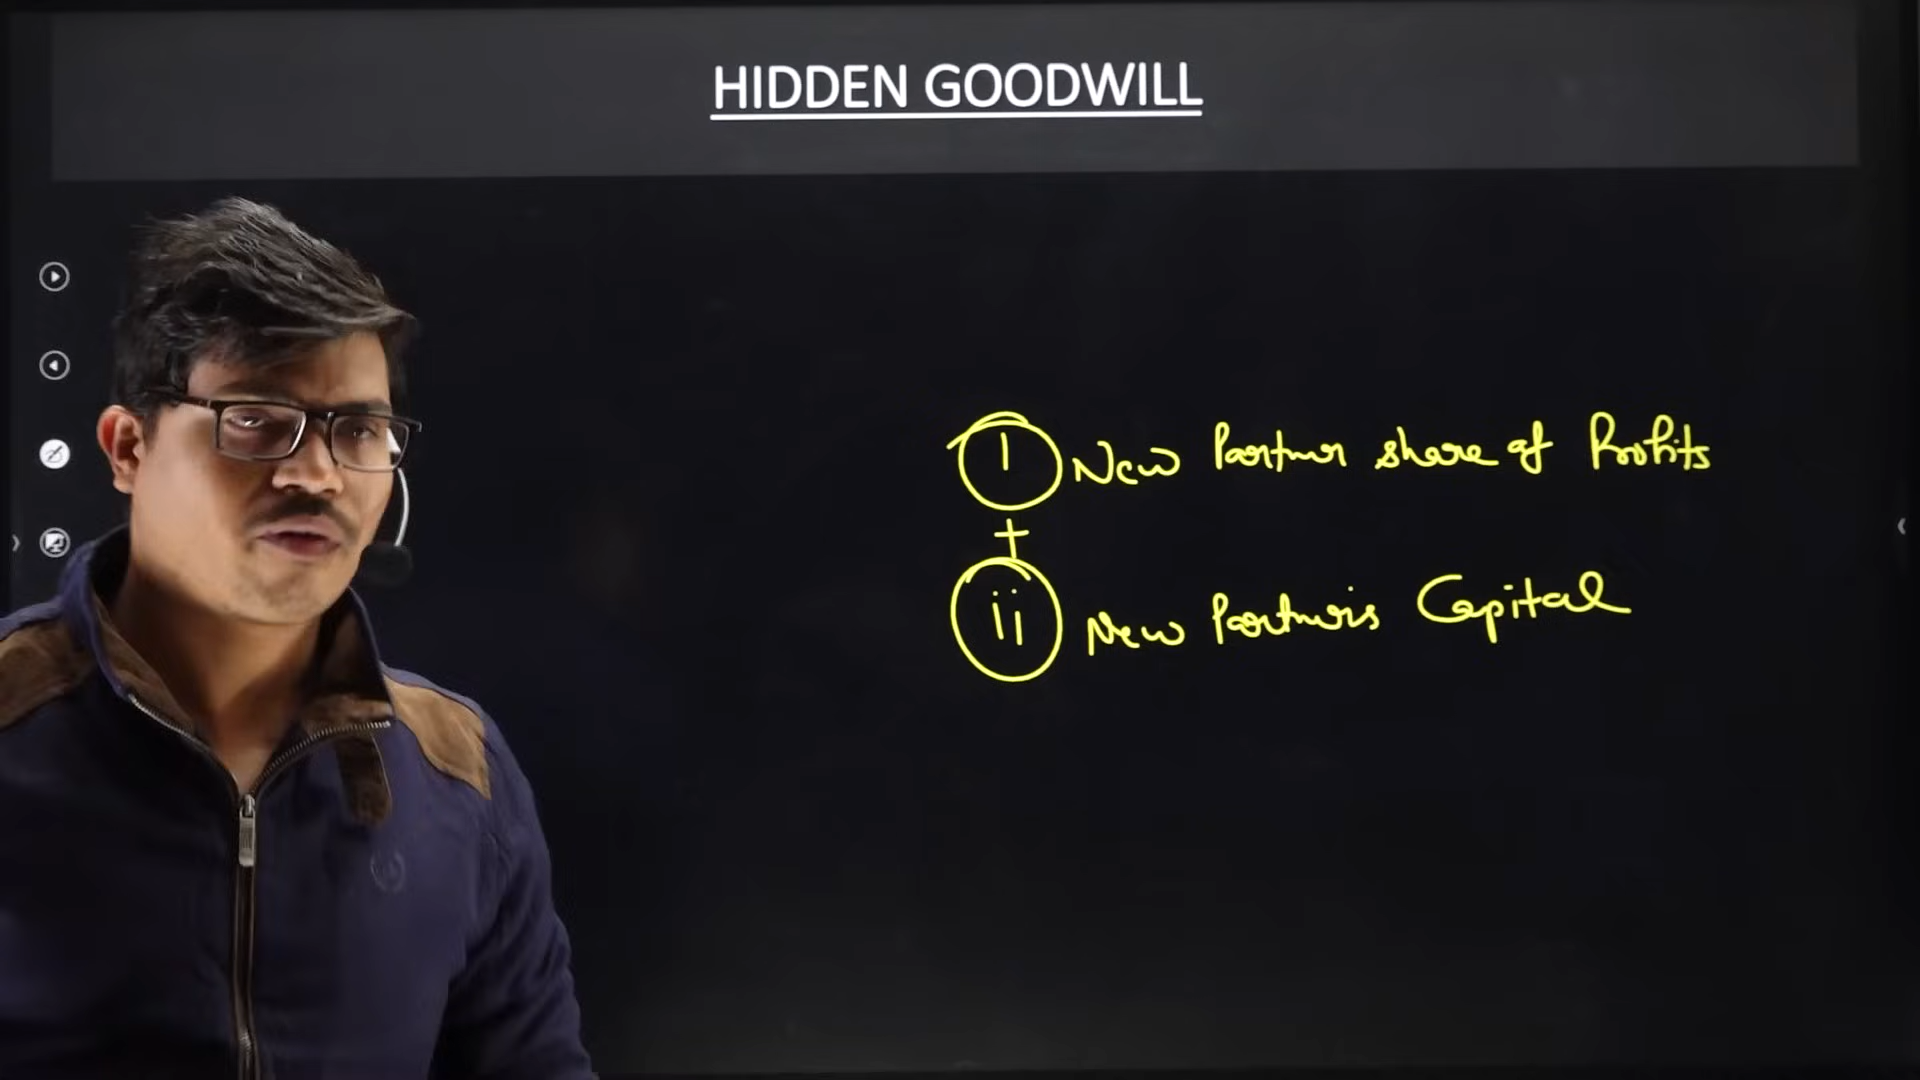 HIDDEN GOODWILL
i New Partner share of Profits
+
ii New Partner's Capital